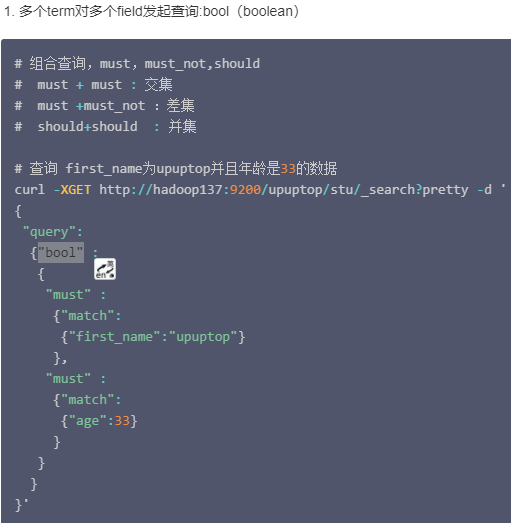 1. 多个term对多个field发起查询:bool（boolean）
# 组合查询，must，must_not,should
#  must + must : 交集
#  must +must_not : 差集
#  should+should  : 并集
# 查询 first_name为upuptop并且年龄是33的数据
curl -XGET http://hadoop137:9200/upuptop/stu/_search?pretty -d '
{
 "query":
  {"bool" :
   {
    "must" :
     {"match":
      {"first_name":"upuptop"}
     },
    "must" :
     {"match":
      {"age":33}
     }
   }
  }
}'